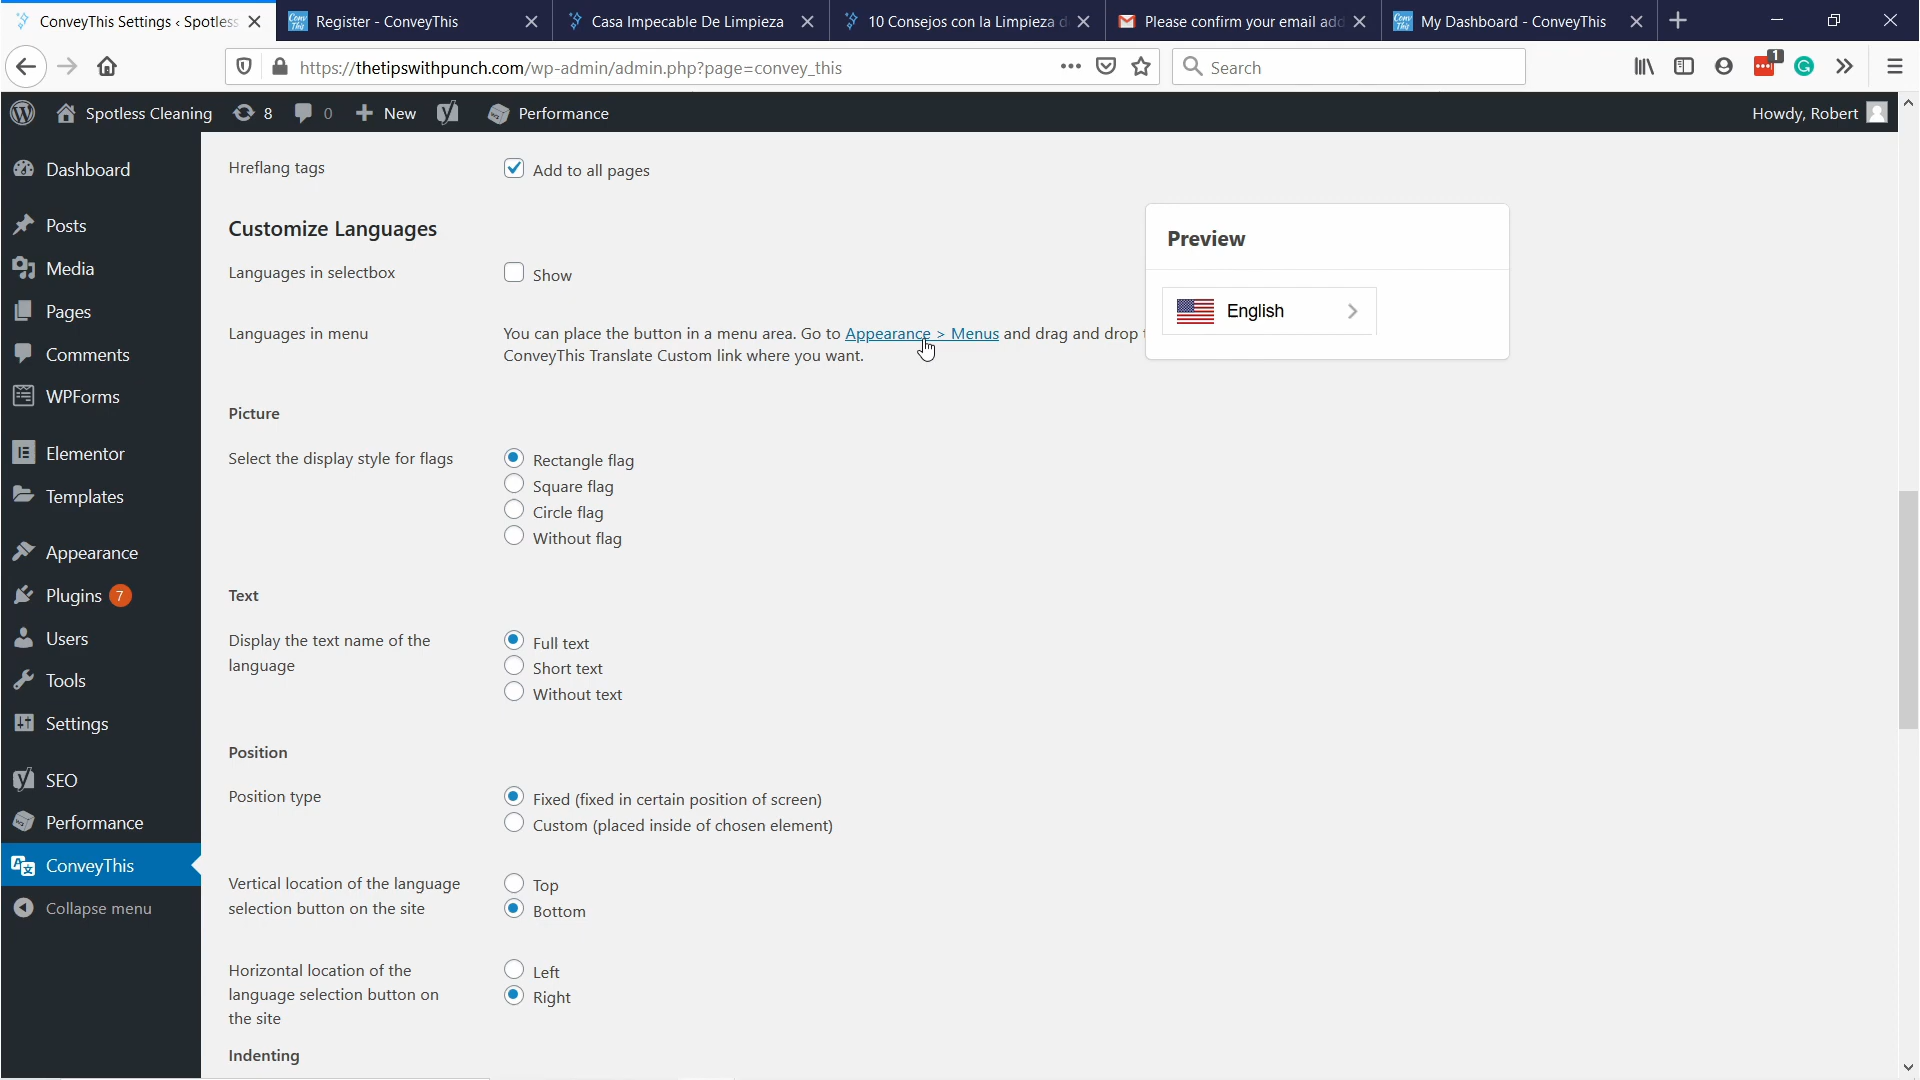 ConveyThis Settings ‹ Spotless
Register - ConveyThis
Casa Impecable De Limpieza
10 Consejos con la Limpieza d
Please confirm your email add
My Dashboard - ConveyThis
https://thetipswithpunch.com/wp-admin/admin.php?page=convey_this
Search
1
Spotless Cleaning
8
0
New
Performance
Howdy, Robert
Dashboard
Posts
Media
Pages
Comments
WPForms
Elementor
Templates
Appearance
Plugins 7
Users
Tools
Settings
SEO
Performance
ConveyThis
Collapse menu
Hreflang tags
Add to all pages
Customize Languages
Languages in selectbox
Show
Languages in menu
You can place the button in a menu area. Go to Appearance > Menus and drag and drop
ConveyThis Translate Custom link where you want.
Preview
English
Picture
Select the display style for flags
Rectangle flag
Square flag
Circle flag
Without flag
Text
Display the text name of the
language
Full text
Short text
Without text
Position
Position type
Fixed (fixed in certain position of screen)
Custom (placed inside of chosen element)
Vertical location of the language
selection button on the site
Top
Bottom
Horizontal location of the
language selection button on
the site
Left
Right
Indenting